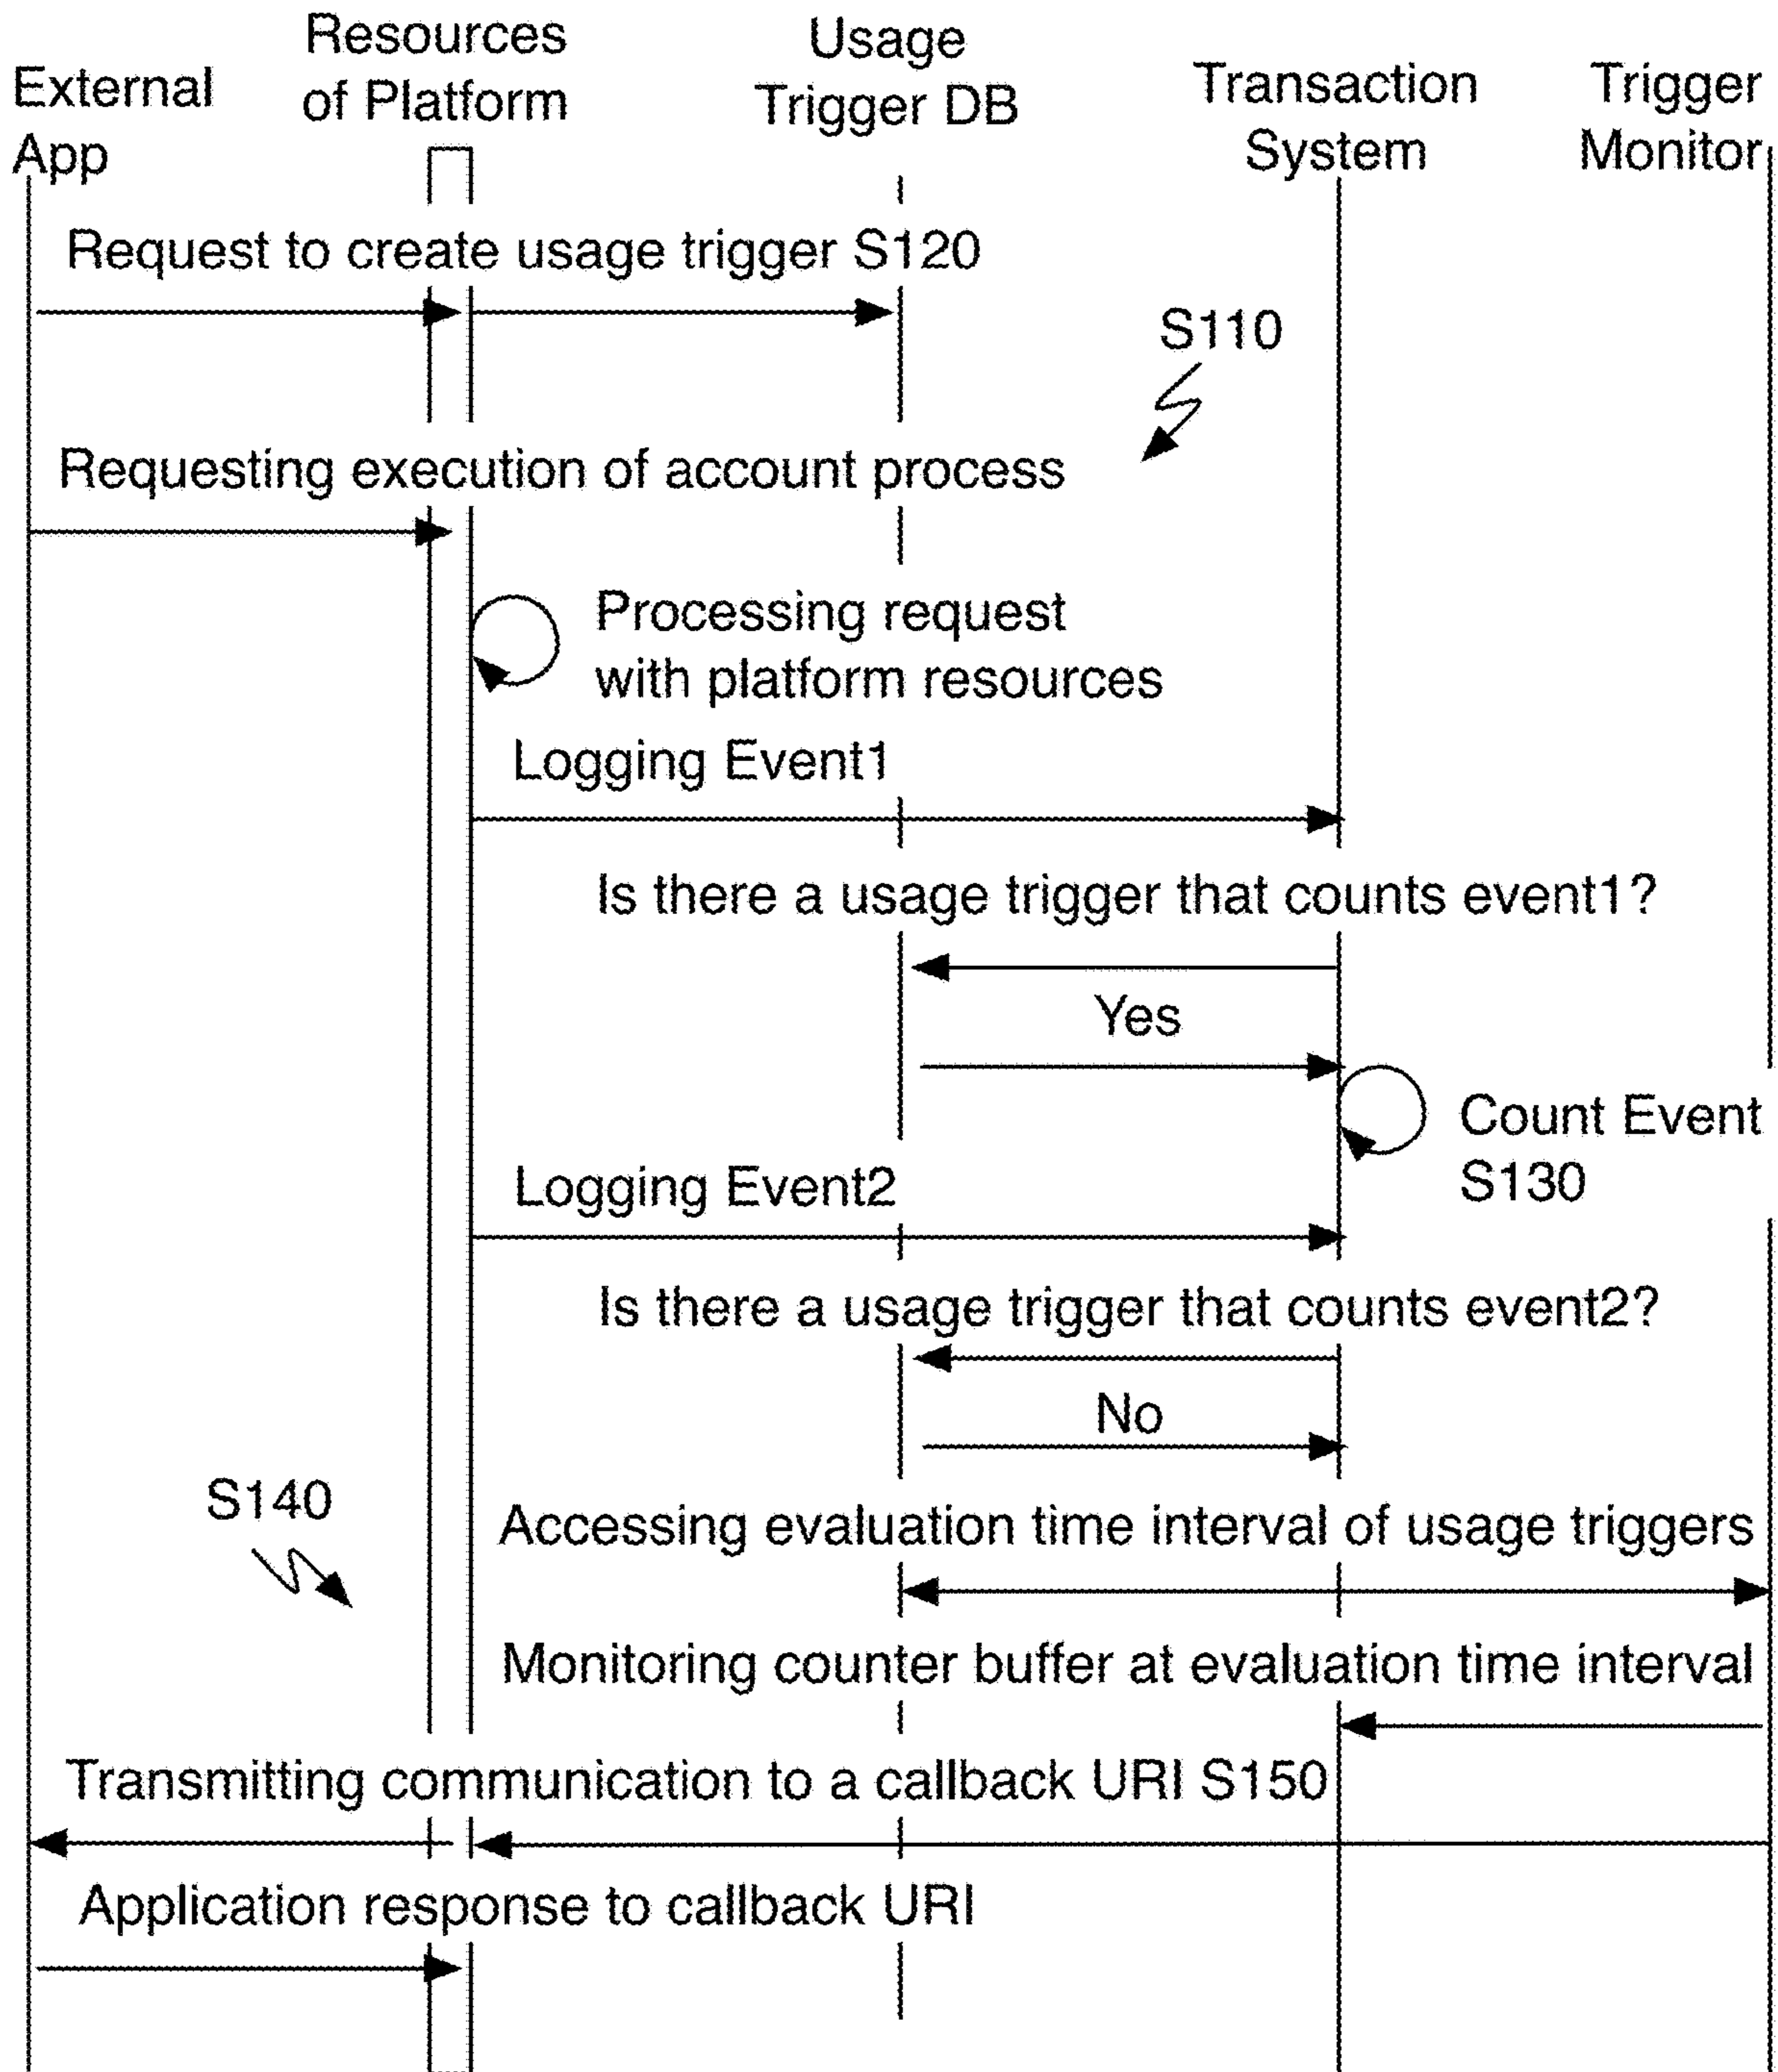 External
App
Resources
of Platform
Usage
Trigger DB
Transaction
System
Trigger
Monitor
Request to create usage trigger S120
S110
Requesting execution of account process
Processing request
with platform resources
Logging Event1
Is there a usage trigger that counts event1?
Yes
Count Event
S130
Logging Event2
Is there a usage trigger that counts event2?
No
S140
Accessing evaluation time interval of usage triggers
Monitoring counter buffer at evaluation time interval
Transmitting communication to a callback URI S150
Application response to callback URI